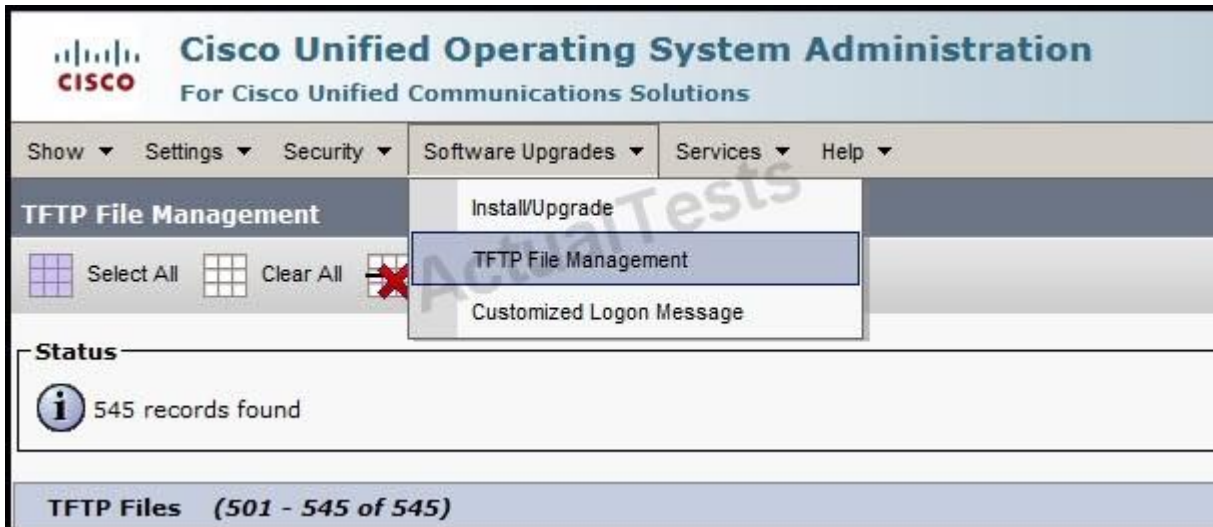 CISCO
Cisco Unified Operating System Administration
For Cisco Unified Communications Solutions
Show Settings Security Software Upgrades Services Help
TFTP File Management
Install/Upgrade
TFTP File Management
Customized Logon Message
Select All Clear All
ActualTests
Status
545 records found
TFTP Files (501 - 545 of 545)